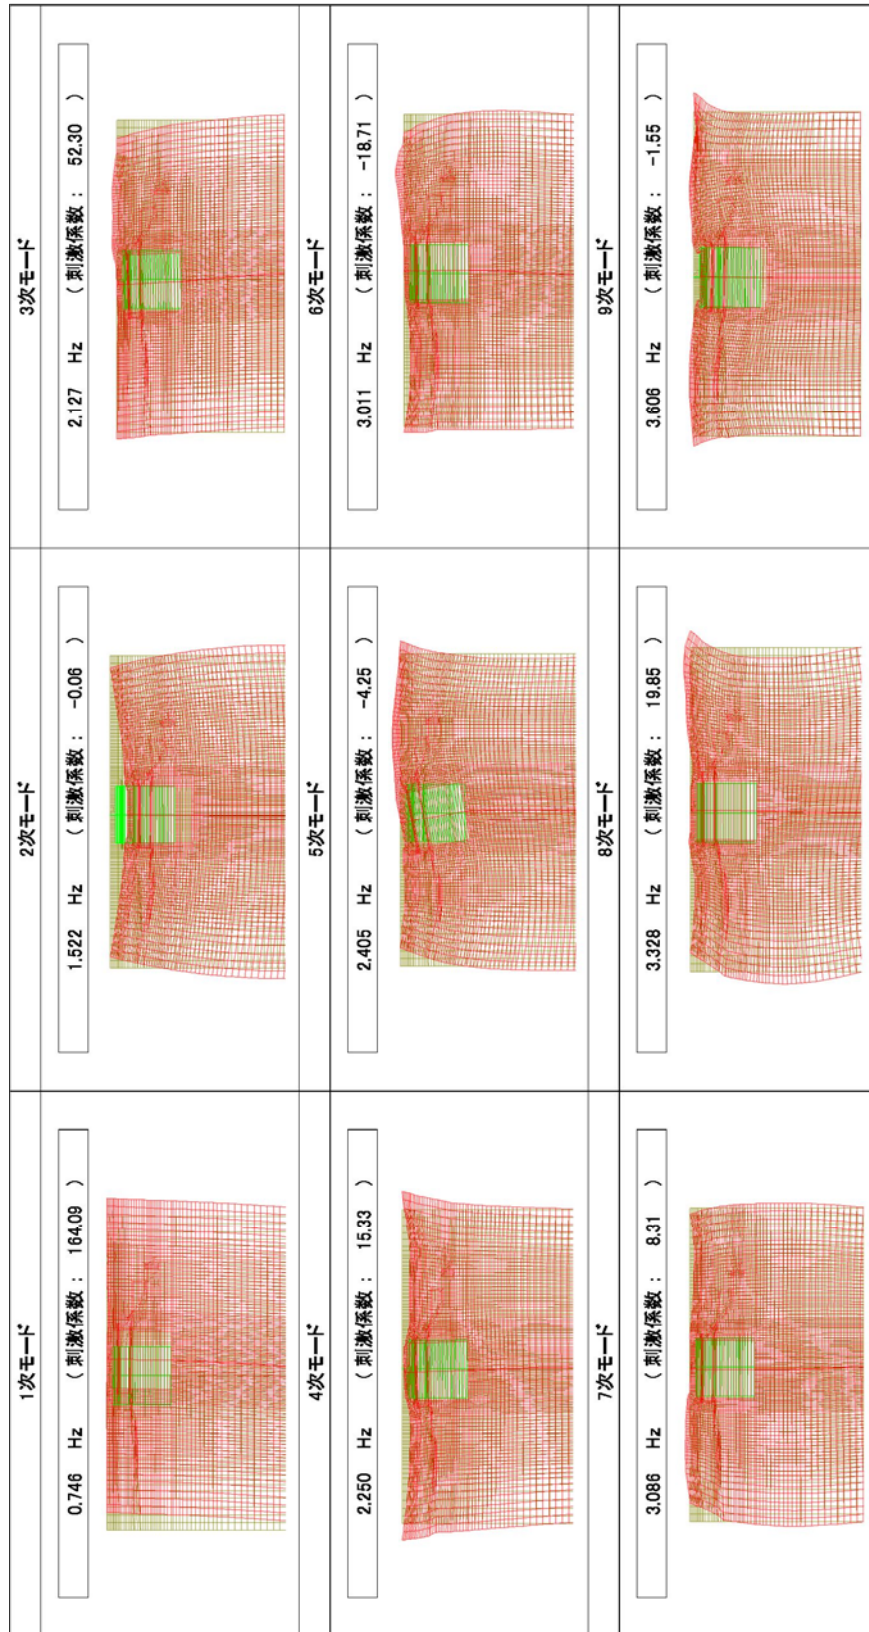 1次モード
0.746 Hz ( 刺激係数 : 164.09 )
2次モード
1.522 Hz ( 刺激係数 : -0.06 )
3次モード
2.127 Hz ( 刺激係数 : 52.30 )
4次モード
2.250 Hz ( 刺激係数 : 15.33 )
5次モード
2.405 Hz ( 刺激係数 : -4.25 )
6次モード
3.011 Hz ( 刺激係数 : -18.71 )
7次モード
3.086 Hz ( 刺激係数 : 8.31 )
8次モード
3.328 Hz ( 刺激係数 : 19.85 )
9次モード
3.606 Hz ( 刺激係数 : -1.55 )